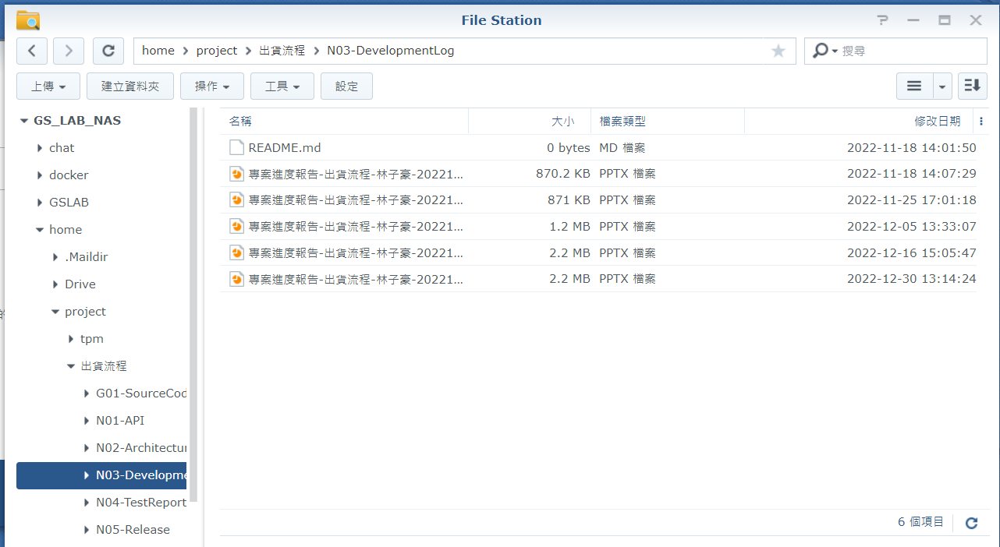 File Station
home > project > 出貨流程 > N03-DevelopmentLog
搜尋
上傳 建立資料夾 操作 工具 設定
GS_LAB_NAS
chat
docker
GSLAB
home
.Maildir
Drive
project
tpm
出貨流程
G01-SourceCod
N01-API
N02-Architectu
N03-Developme
N04-TestReport
N05-Release
名稱 大小 檔案類型 修改日期
README.md 0 bytes MD 檔案 2022-11-18 14:01:50
專案進度報告-出貨流程-林子豪-20221... 870.2 KB PPTX 檔案 2022-11-18 14:07:29
專案進度報告-出貨流程-林子豪-20221... 871 KB PPTX 檔案 2022-11-25 17:01:18
專案進度報告-出貨流程-林子豪-20221... 1.2 MB PPTX 檔案 2022-12-05 13:33:07
專案進度報告-出貨流程-林子豪-20221... 2.2 MB PPTX 檔案 2022-12-16 15:05:47
專案進度報告-出貨流程-林子豪-20221... 2.2 MB PPTX 檔案 2022-12-30 13:14:24
6 個項目